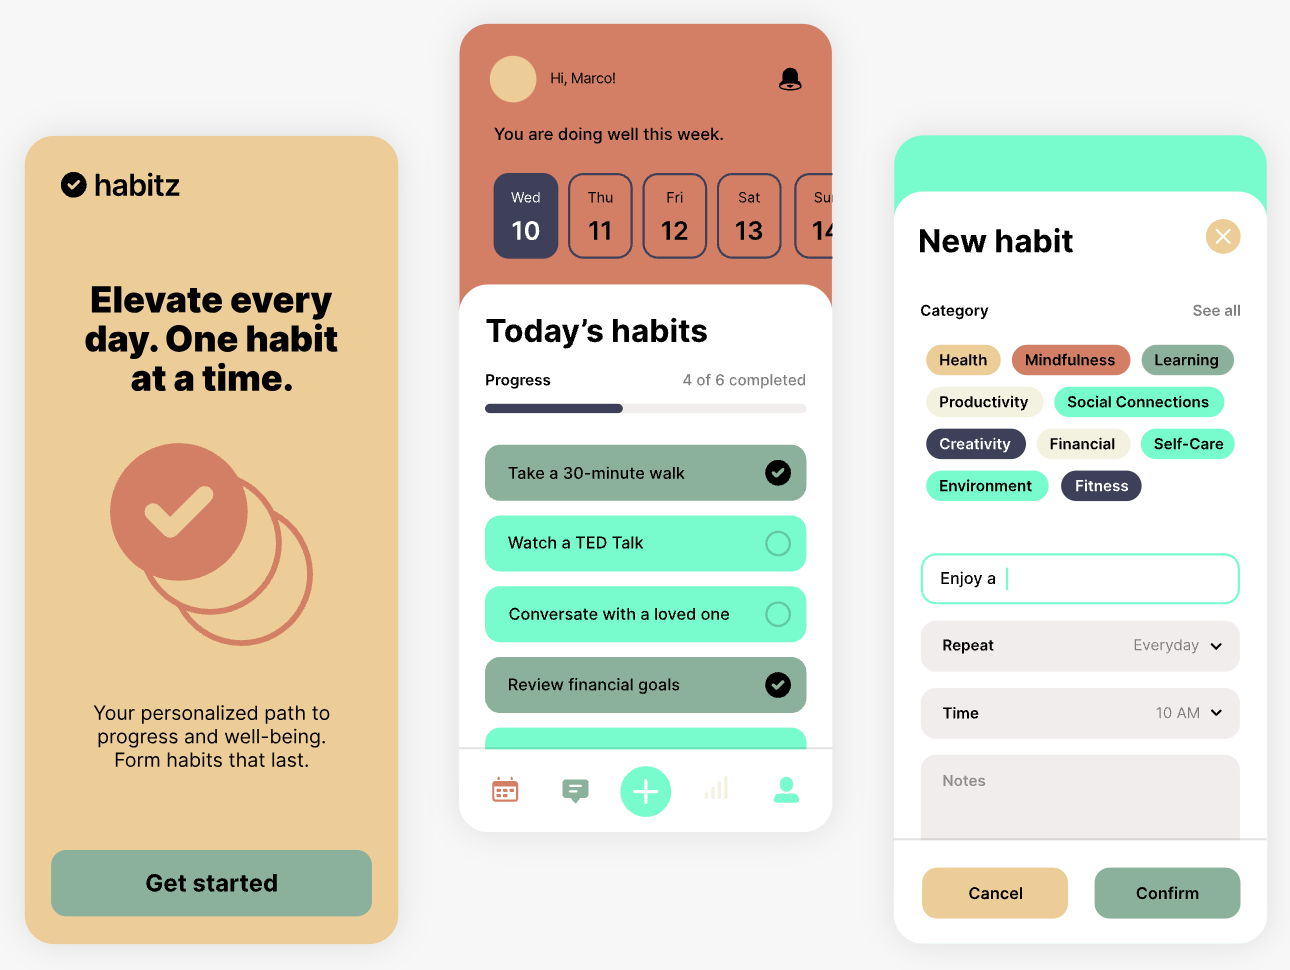 habitz
Elevate every
day. One habit
at a time.
Your personalized path to
progress and well-being.
Form habits that last.
Get started
Hi, Marco!
You are doing well this week.
Wed Thu Fri Sat Su
10 11 12 13 14
Today’s habits
Progress 4 of 6 completed
Take a 30-minute walk
Watch a TED Talk
Conversate with a loved one
Review financial goals
New habit
Category See all
Health Mindfulness Learning
Productivity Social Connections
Creativity Financial Self-Care
Environment Fitness
Enjoy a
Repeat Everyday
Time 10 AM
Notes
Cancel Confirm